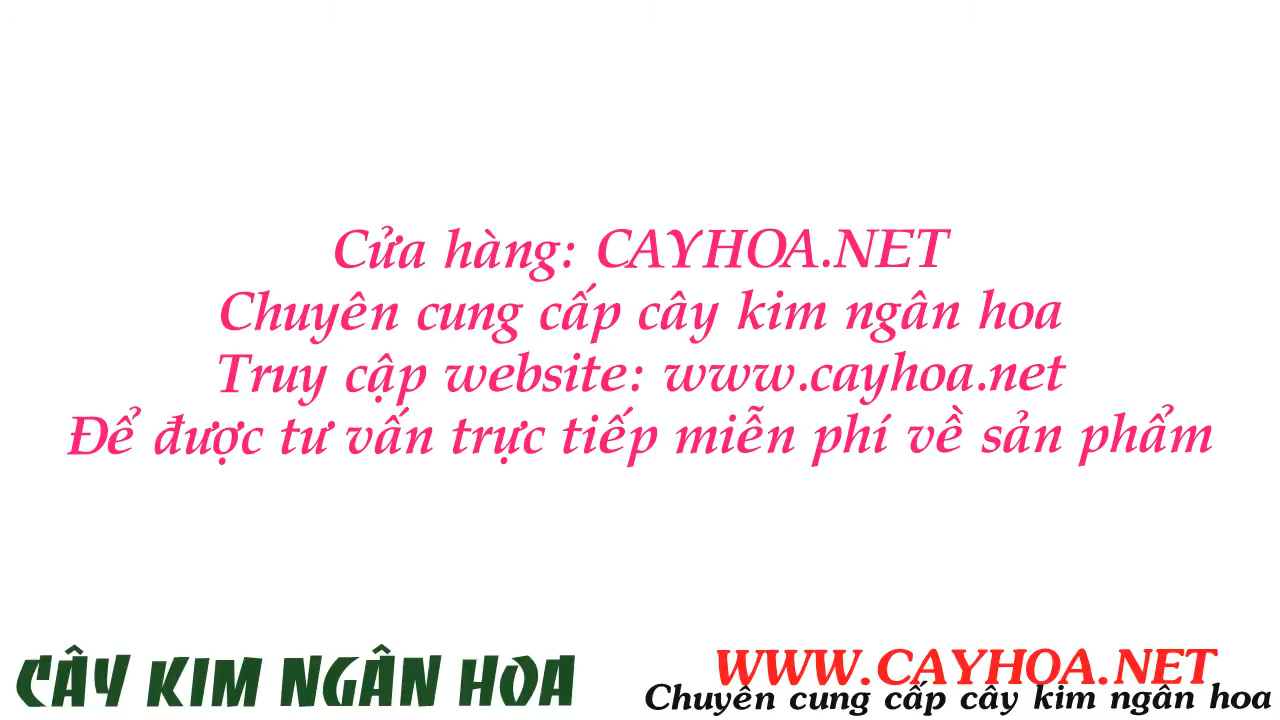 Cửa hàng: CAYHOA.NET
Chuyên cung cấp cây kim ngân hoa
Truy cập website: www.cayhoa.net
Để được tư vấn trực tiếp miễn phí về sản phẩm
CÂY KIM NGÂN HOA
WWW.CAYHOA.NET
Chuyên cung cấp cây kim ngân hoa